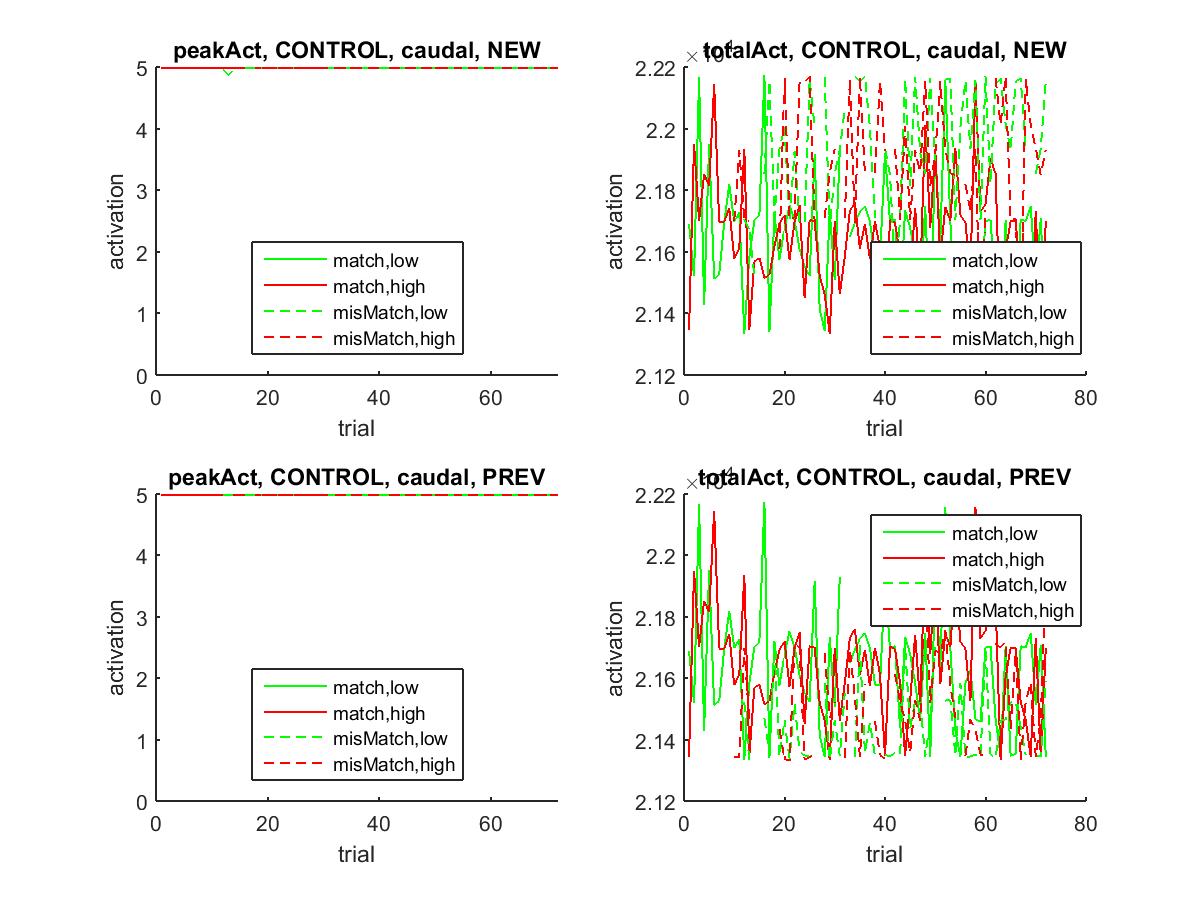 peakAct, CONTROL, caudal, NEW
5
4
3
2
1
0
activation
match,low
match,high
misMatch,low
misMatch,high
0 20 40 60
trial
totalAct, CONTROL, caudal, NEW
2.22
2.2
2.18
2.16
2.14
2.12
activation
match,low
match,high
misMatch,low
misMatch,high
0 20 40 60 80
trial
peakAct, CONTROL, caudal, PREV
5
4
3
2
1
0
activation
match,low
match,high
misMatch,low
misMatch,high
0 20 40 60
trial
totalAct, CONTROL, caudal, PREV
2.22
2.2
2.18
2.16
2.14
2.12
activation
match,low
match,high
misMatch,low
misMatch,high
0 20 40 60 80
trial